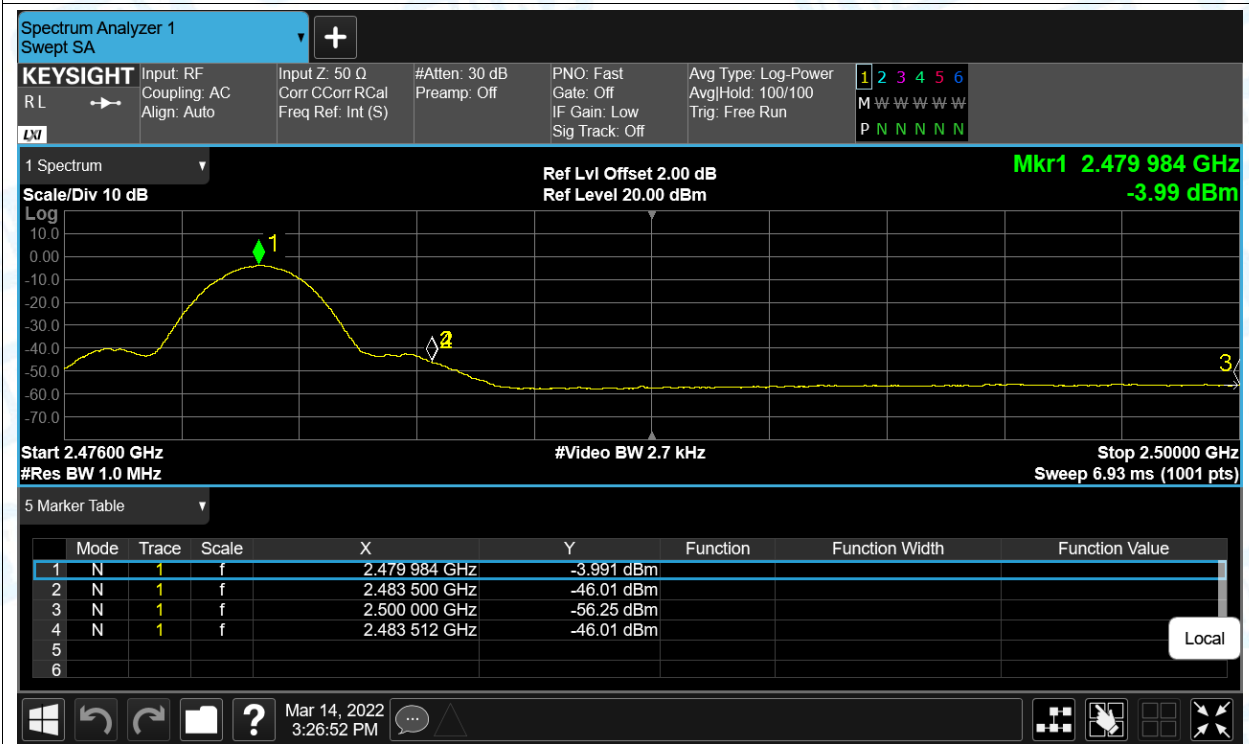 Spectrum Analyzer 1
Swept SA
+
KEYSIGHT Input: RF Input Z: 50 Ω #Atten: 30 dB PNO: Fast Avg Type: Log-Power 1 2 3 4 5 6
R L Coupling: AC Corr CCorr RCal Preamp: Off Gate: Off Avg|Hold: 100/100 M W W W W W W
Align: Auto Freq Ref: Int (S) IF Gain: Low Trig: Free Run
LXI Sig Track: Off P N N N N N
1 Spectrum
Ref Lvl Offset 2.00 dB Mkr1 2.479 984 GHz
Scale/Div 10 dB Ref Level 20.00 dBm -3.99 dBm
Log
10.0
1
0.00
-10.0
-20.0
-30.0
2 4
-40.0
3
-50.0
-60.0
-70.0
Start 2.47600 GHz #Video BW 2.7 kHz Stop 2.50000 GHz
#Res BW 1.0 MHz Sweep 6.93 ms (1001 pts)
5 Marker Table
Mode Trace Scale X Y Function Function Width Function Value
1 N 1 f 2.479 984 GHz -3.991 dBm
2 N 1 f 2.483 500 GHz -46.01 dBm
3 N 1 f 2.500 000 GHz -56.25 dBm
4 N 1 f 2.483 512 GHz -46.01 dBm
5
6
Local
?
Mar 14, 2022
3:26:52 PM